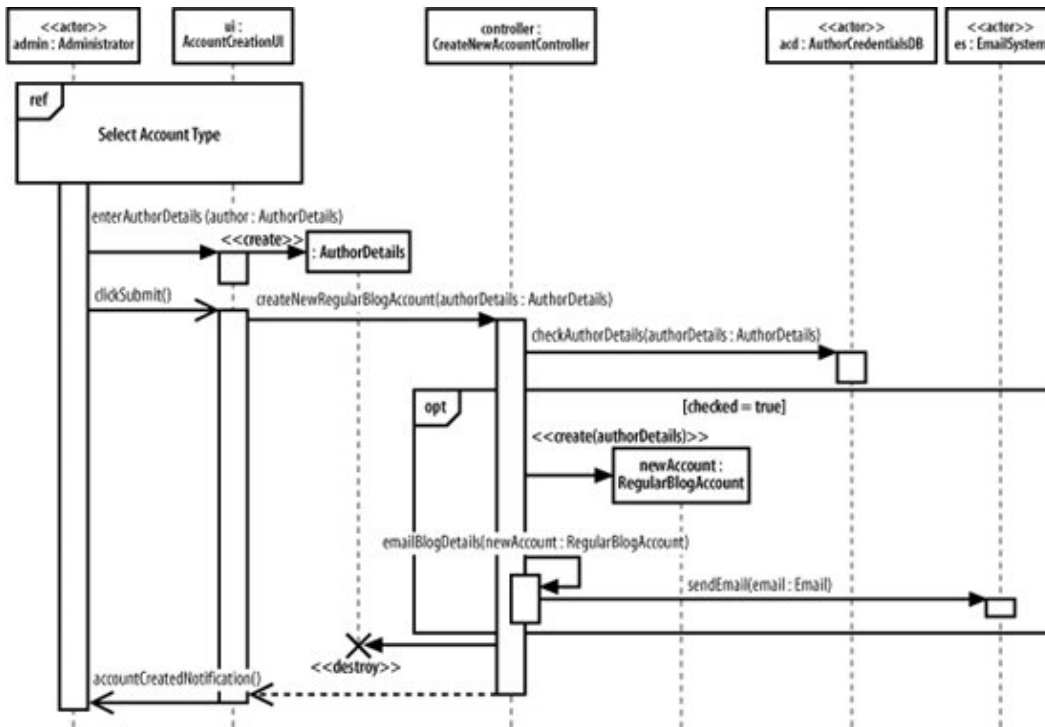 <<actor>>
admin : Administrator
ui :
AccountCreationUI
controller :
CreateNewAccountController
<<actor>>
acd : AuthorCredentialsDB
<<actor>>
es : EmailSystem
ref
Select Account Type
enterAuthorDetails (author : AuthorDetails)
<<create>>
: AuthorDetails
clickSubmit()
createNewRegularBlogAccount(authorDetails : AuthorDetails)
checkAuthorDetails(authorDetails : AuthorDetails)
opt
[checked = true]
<<create(authorDetails)>>
newAccount :
RegularBlogAccount
emailBlogDetails(newAccount : RegularBlogAccount)
sendEmail(email : Email)
<<destroy>>
accountCreatedNotification()